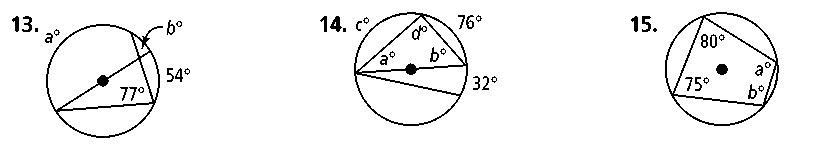 13. a° b° 54° 77°
14. c° 76° d° a° b° 32°
15. 80° a° 75° b°